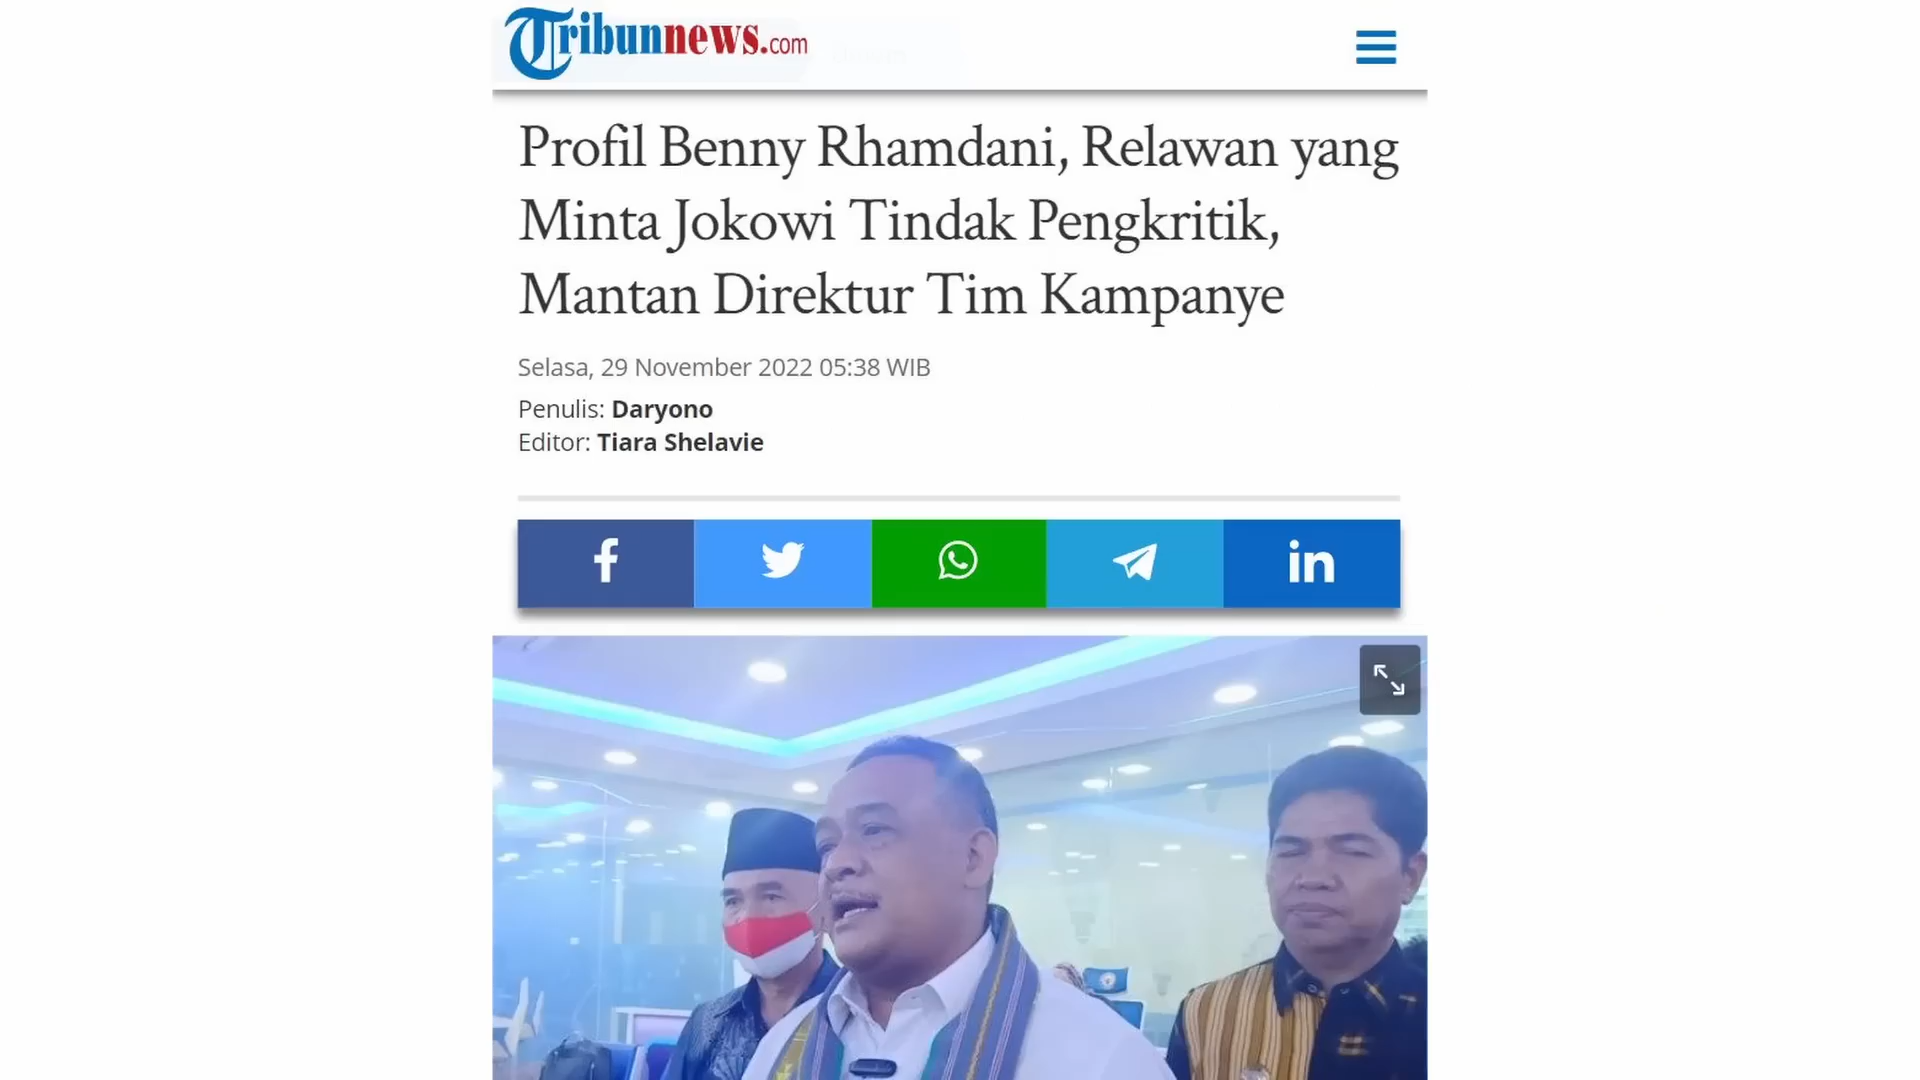 Tribunnews.com
Profil Benny Rhamdani, Relawan yang
Minta Jokowi Tindak Pengkritik,
Mantan Direktur Tim Kampanye
Selasa, 29 November 2022 05:38 WIB
Penulis: Daryono
Editor: Tiara Shelavie